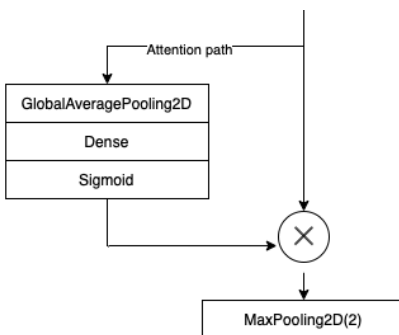 Attention path
GlobalAveragePooling2D
Dense
Sigmoid
MaxPooling2D(2)